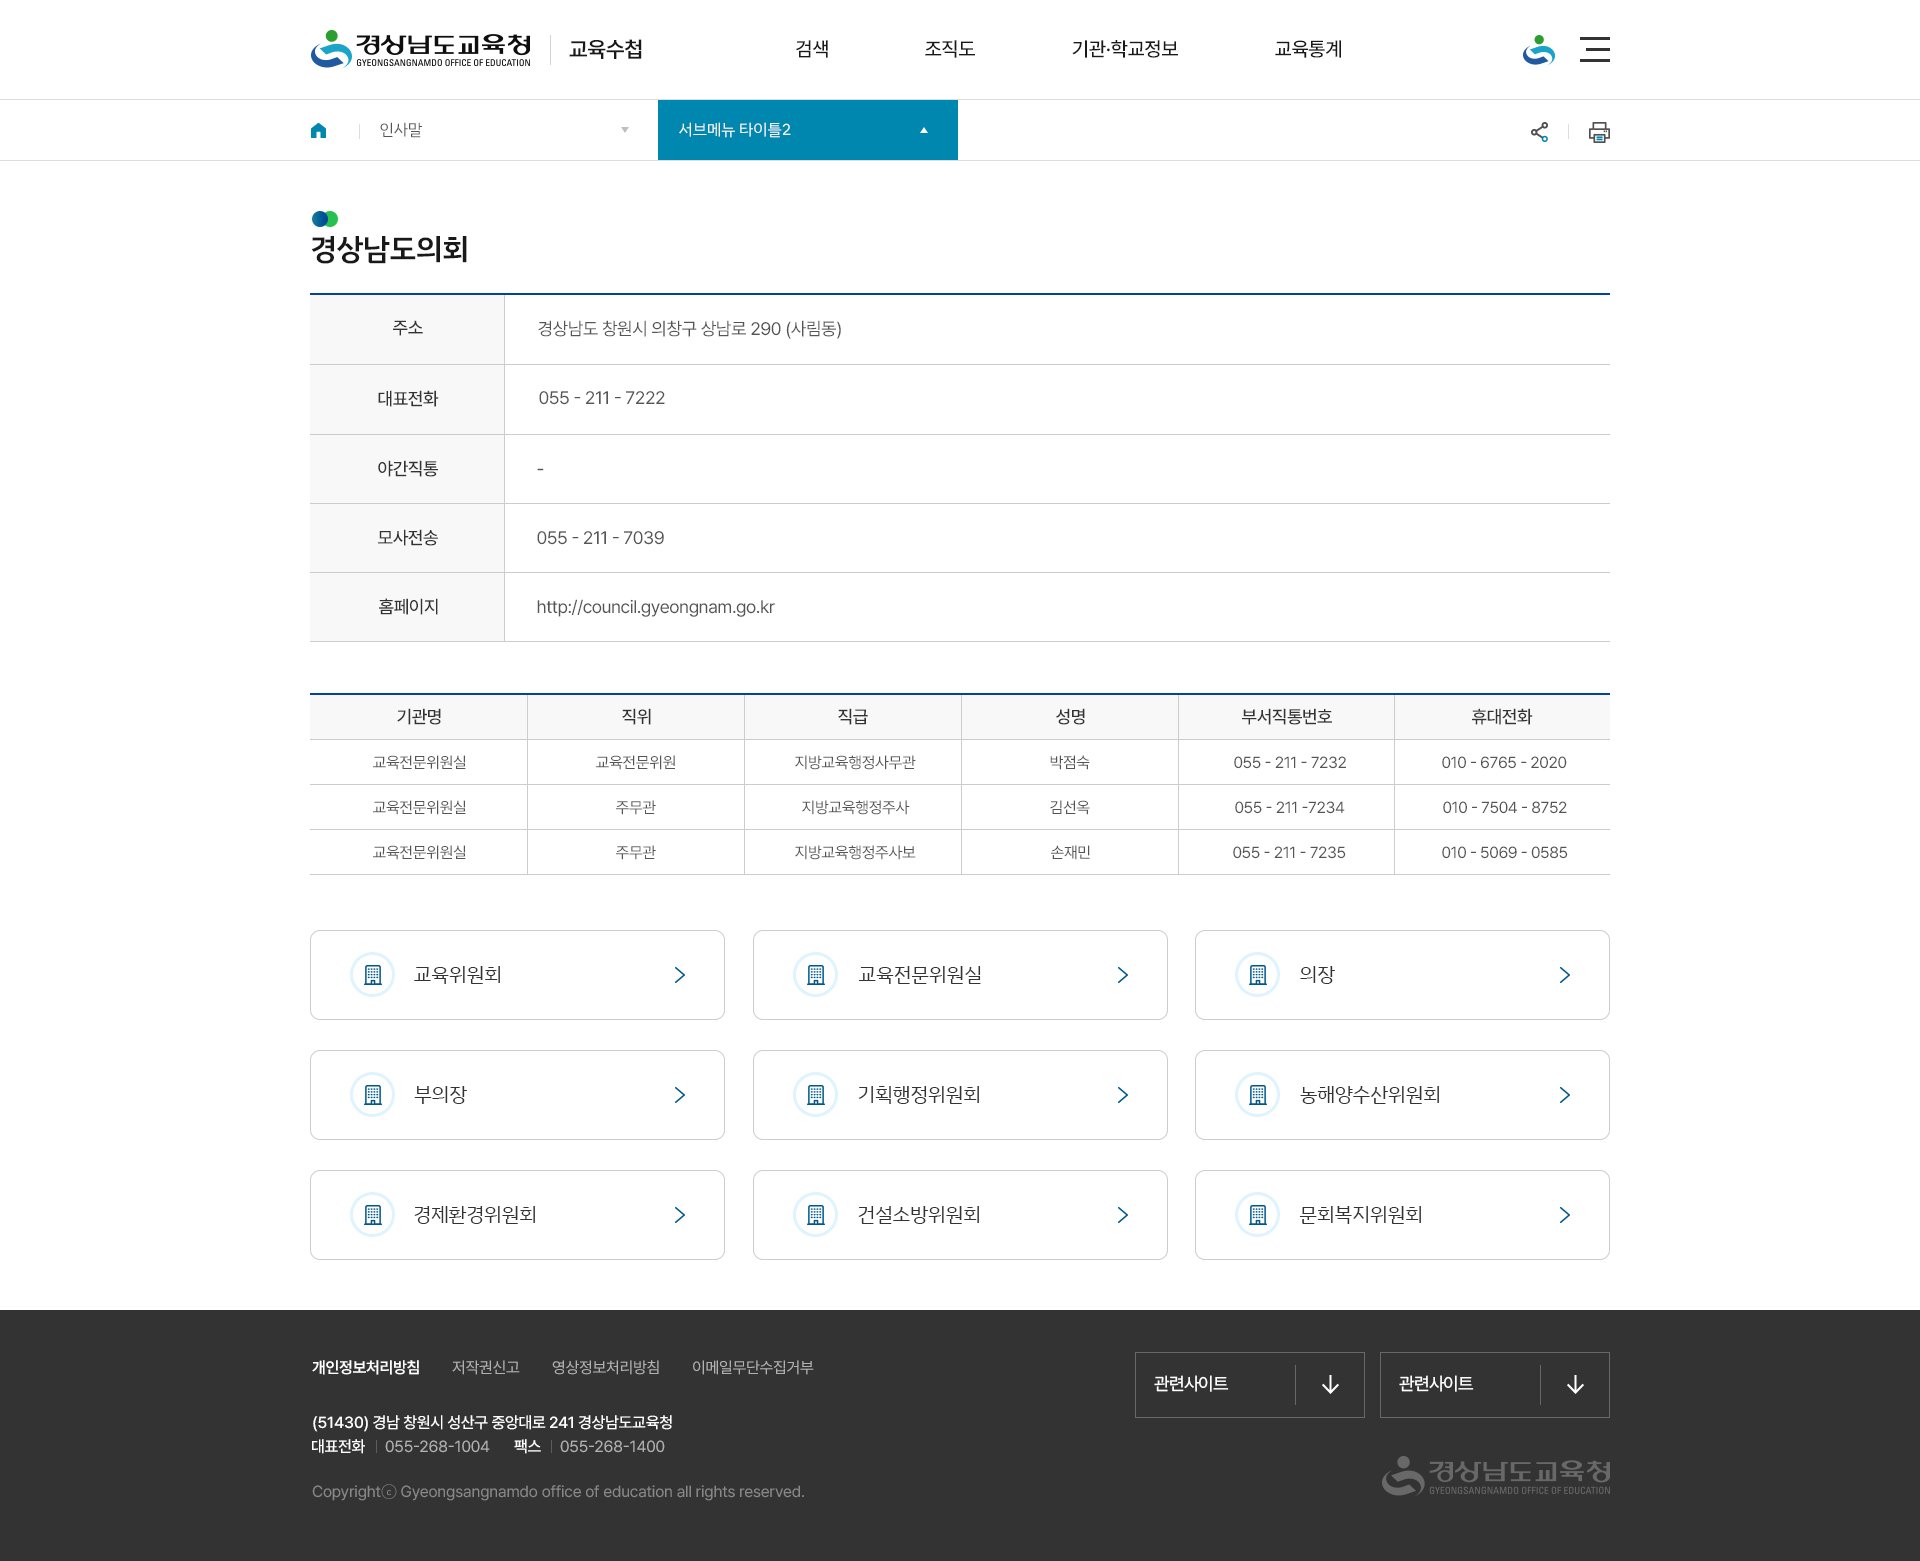 경상남도교육청
GYEONGSANGNAMDO OFFICE OF EDUCATION
교육수첩
검색 조직도 기관·학교정보 교육통계
인사말 서브메뉴 타이틀2
경상남도의회
주소 경상남도 창원시 의창구 상남로 290 (사림동)
대표전화 055 - 211 - 7222
야간직통 -
모사전송 055 - 211 - 7039
홈페이지 http://council.gyeongnam.go.kr
기관명 직위 직급 성명 부서직통번호 휴대전화
교육전문위원실 교육전문위원 지방교육행정사무관 박점숙 055 - 211 - 7232 010 - 6765 - 2020
교육전문위원실 주무관 지방교육행정주사 김선옥 055 - 211 -7234 010 - 7504 - 8752
교육전문위원실 주무관 지방교육행정주사보 손재민 055 - 211 - 7235 010 - 5069 - 0585
교육위원회 교육전문위원실 의장
부의장 기획행정위원회 농해양수산위원회
경제환경위원회 건설소방위원회 문회복지위원회
개인정보처리방침 저작권신고 영상정보처리방침 이메일무단수집거부
관련사이트 관련사이트
(51430) 경남 창원시 성산구 중앙대로 241 경상남도교육청
대표전화 055-268-1004 팩스 055-268-1400
Copyrightⓒ Gyeongsangnamdo office of education all rights reserved.
경상남도교육청
GYEONGSANGNAMDO OFFICE OF EDUCATION